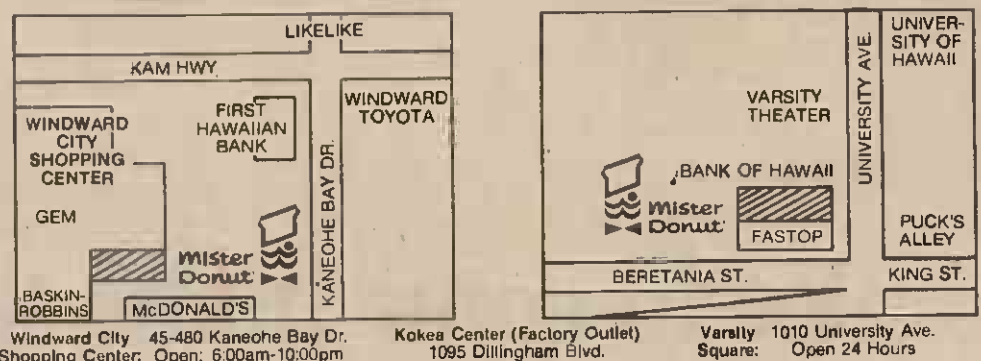 LIKELIKE
KAM HWY.
WINDWARD
CITY
SHOPPING
CENTER
FIRST
HAWAIIAN
BANK
WINDWARD
TOYOTA
KANEOHE BAY DR.
GEM
Mister
Donut
BASKIN-
ROBBINS
McDONALD'S
UNIVER-
SITY OF
HAWAII
UNIVERSITY AVE.
VARSITY
THEATER
BANK OF HAWAII
Mister
Donut
FASTOP
PUCK'S
ALLEY
BERETANIA ST.
KING ST.
Windward City 45-480 Kaneohe Bay Dr.
Shopping Center: Open: 6:00am-10:00pm
Kokea Center (Factory Outlet)
1095 Dillingham Blvd.
Varsity 1010 University Ave.
Square: Open 24 Hours